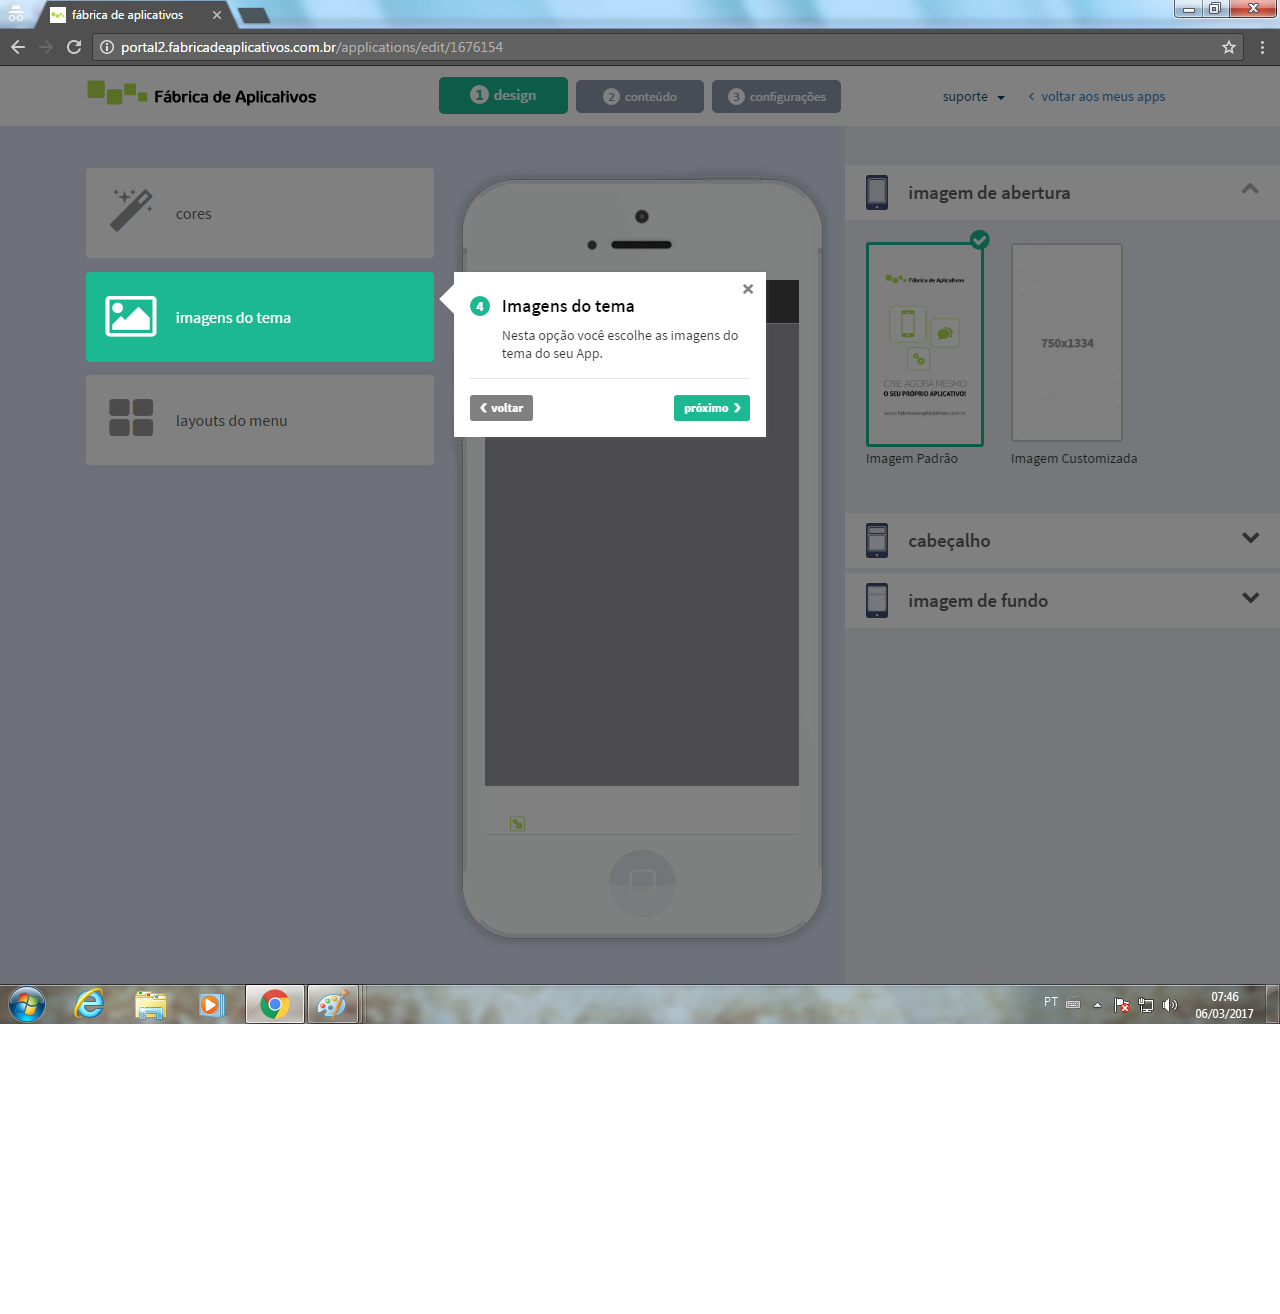 fábrica de aplicativos
portal2.fabricadeaplicativos.com.br/applications/edit/1676154
Fábrica de Aplicativos
1 design
2 conteúdo
3 configurações
suporte
voltar aos meus apps
cores
imagens do tema
layouts do menu
4 Imagens do tema
Nesta opção você escolhe as imagens do
tema do seu App.
voltar
próximo
imagem de abertura
Fábrica de Aplicativos
CRIE AGORA MESMO
O SEU PRÓPRIO APLICATIVO!
www.fabricadeaplicativos.com.br
750x1334
Imagem Padrão
Imagem Customizada
cabeçalho
imagem de fundo
PT
07:46
06/03/2017